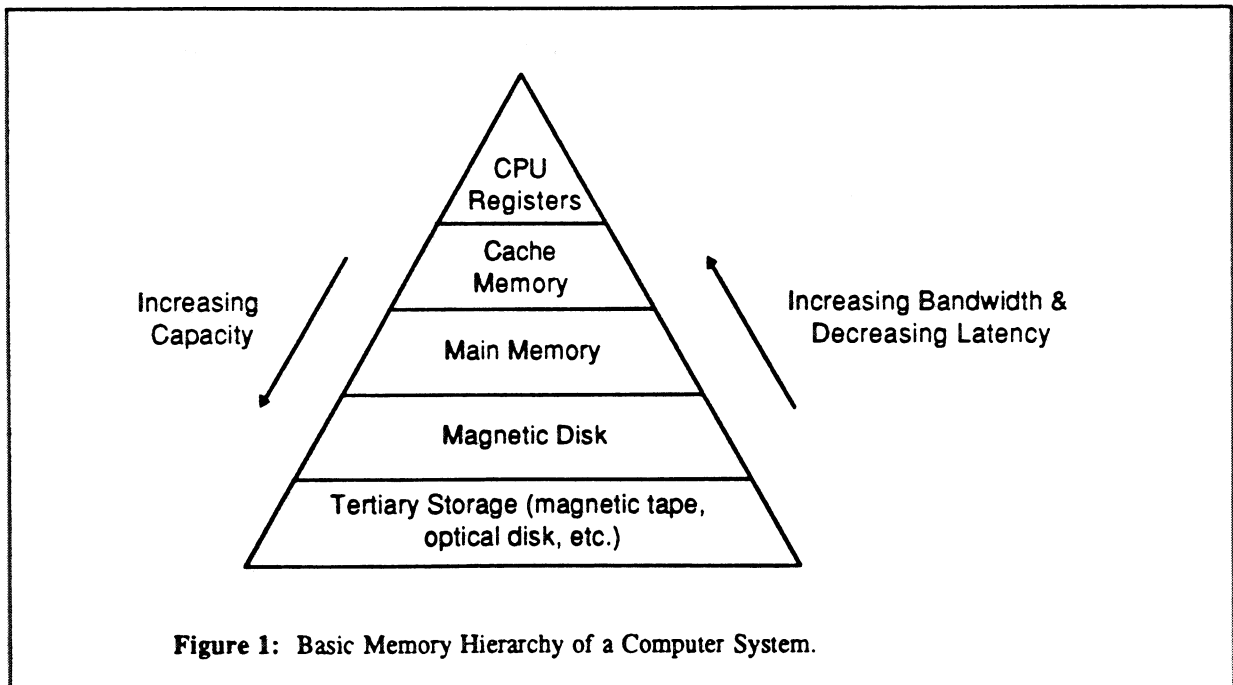 CPU
Registers
Cache
Memory
Increasing
Capacity
Increasing Bandwidth &
Decreasing Latency
Main Memory
Magnetic Disk
Tertiary Storage (magnetic tape,
optical disk, etc.)
Figure 1: Basic Memory Hierarchy of a Computer System.